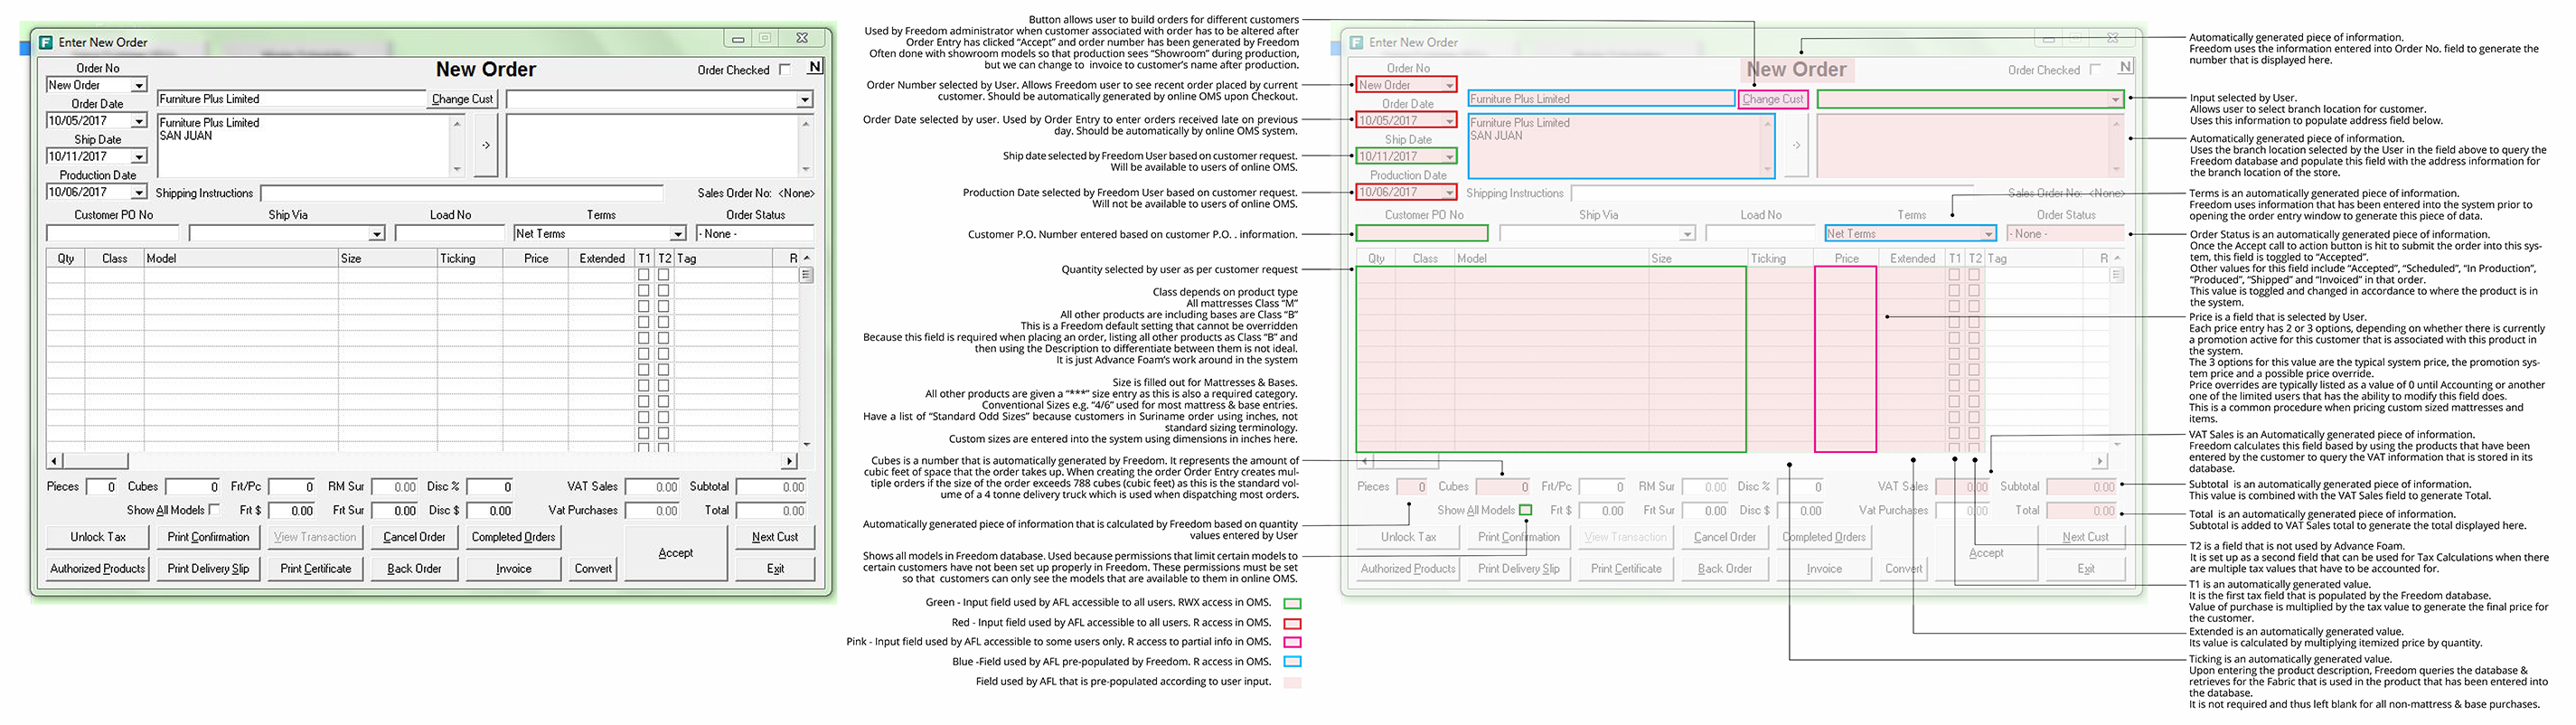 Enter New Order
Order No
New Order
New Order
Order Checked
N
Order Date
Furniture Plus Limited
Change Cust
10/05/2017
Furniture Plus Limited
SAN JUAN
->
Ship Date
10/11/2017
Production Date
10/06/2017
Shipping Instructions
Sales Order No: <None>
Customer PO No
Ship Via
Load No
Terms
Order Status
Net Terms
- None -
Qty Class Model Size Ticking Price Extended T1 T2 Tag R
Pieces 0 Cubes 0 Frt/Pc 0 RM Sur 0.00 Disc % 0 VAT Sales 0.00 Subtotal 0.00
Show All Models Frt $ 0.00 Frt Sur 0.00 Disc $ 0.00 Vat Purchases 0.00 Total 0.00
Unlock Tax Print Confirmation View Transaction Cancel Order Completed Orders Accept Next Cust
Authorized Products Print Delivery Slip Print Certificate Back Order Invoice Convert Exit
Button allows user to build orders for different customers
Used by Freedom administrator when customer associated with order has to be altered after
Order Entry has clicked “Accept” and order number has been generated by Freedom
Often done with showroom models so that production sees “Showroom” during production,
but we can change to invoice to customer's name after production.
Order Number selected by User. Allows Freedom user to see recent order placed by current
customer. Should be automatically generated by online OMS upon Checkout.
Order Date selected by user. Used by Order Entry to enter orders received late on previous
day. Should be automatically by online OMS system.
Ship date selected by Freedom User based on customer request.
Will be available to users of online OMS.
Production Date selected by Freedom User based on customer request.
Will not be available to users of online OMS.
Customer P.O. Number entered based on customer P.O. . information.
Quantity selected by user as per customer request
Class depends on product type
All mattresses Class “M”
All other products are including bases are Class “B”
This is a Freedom default setting that cannot be overridden
Because this field is required when placing an order, listing all other products as Class “B” and
then using the Description to differentiate between them is not ideal.
It is just Advance Foam's work around in the system
Size is filled out for Mattresses & Bases.
All other products are given a “***” size entry as this is also a required category.
Conventional Sizes e.g. “4/6” used for most mattress & base entries.
Have a list of “Standard Odd Sizes” because customers in Suriname order using inches, not
standard sizing terminology.
Custom sizes are entered into the system using dimensions in inches here.
Cubes is a number that is automatically generated by Freedom. It represents the amount of
cubic feet of space that the order takes up. When creating the order Order Entry creates mul-
tiple orders if the size of the order exceeds 788 cubes (cubic feet) as this is the standard vol-
ume of a 4 tonne delivery truck which is used when dispatching most orders.
Automatically generated piece of information that is calculated by Freedom based on quantity
values entered by User
Shows all models in Freedom database. Used because permissions that limit certain models to
certain customers have not been set up properly in Freedom. These permissions must be set
so that customers can only see the models that are available to them in online OMS.
Green - Input field used by AFL accessible to all users. RWX access in OMS.
Red - Input field used by AFL accessible to all users. R access in OMS.
Pink - Input field used by AFL accessible to some users only. R access to partial info in OMS.
Blue -Field used by AFL pre-populated by Freedom. R access in OMS.
Field used by AFL that is pre-populated according to user input.
Enter New Order
Order No
New Order
New Order
Order Checked
N
Order Date
Furniture Plus Limited
Change Cust
10/05/2017
Furniture Plus Limited
SAN JUAN
->
Ship Date
10/11/2017
Production Date
10/06/2017
Shipping Instructions
Sales Order No: <None>
Customer PO No
Ship Via
Load No
Terms
Order Status
Net Terms
- None -
Qty Class Model Size Ticking Price Extended T1 T2 Tag R
Pieces 0 Cubes 0 Frt/Pc 0 RM Sur 0.00 Disc % 0 VAT Sales 0.00 Subtotal 0.00
Show All Models Frt $ 0.00 Frt Sur 0.00 Disc $ 0.00 Vat Purchases 0.00 Total 0.00
Unlock Tax Print Confirmation View Transaction Cancel Order Completed Orders Accept Next Cust
Authorized Products Print Delivery Slip Print Certificate Back Order Invoice Convert Exit
Automatically generated piece of information.
Freedom uses the information entered into Order No. field to generate the
number that is displayed here.
Input selected by User.
Allows user to select branch location for customer.
Uses this information to populate address field below.
Automatically generated piece of information.
Uses the branch location selected by the User in the field above to query the
Freedom database and populate this field with the address information for
the branch location of the store.
Terms is an automatically generated piece of information.
Freedom uses information that has been entered into the system prior to
opening the order entry window to generate this piece of data.
Order Status is an automatically generated piece of information.
Once the Accept call to action button is hit to submit the order into this sys-
tem, this field is toggled to “Accepted”.
Other values for this field include “Accepted”, “Scheduled”, “In Production”,
“Produced”, “Shipped” and “Invoiced” in that order.
This value is toggled and changed in accordance to where the product is in
the system.
Price is a field that is selected by User.
Each price entry has 2 or 3 options, depending on whether there is currently
a promotion active for this customer that is associated with this product in
the system.
The 3 options for this value are the typical system price, the promotion sys-
tem price and a possible price override.
Price overrides are typically listed as a value of 0 until Accounting or another
one of the limited users that has the ability to modify this field does.
This is a common procedure when pricing custom sized mattresses and
items.
VAT Sales is an Automatically generated piece of information.
Freedom calculates this field based by using the products that have been
entered by the customer to query the VAT information that is stored in its
database.
Subtotal is an automatically generated piece of information.
This value is combined with the VAT Sales field to generate Total.
Total is an automatically generated piece of information.
Subtotal is added to VAT Sales total to generate the total displayed here.
T2 is a field that is not used by Advance Foam.
It is set up as a second field that can be used for Tax Calculations when there
are multiple tax values that have to be accounted for.
T1 is an automatically generated value.
It is the first tax field that is populated by the Freedom database.
Value of purchase is multiplied by the tax value to generate the final price for
the customer.
Extended is an automatically generated value.
Its value is calculated by multiplying itemized price by quantity.
Ticking is an automatically generated value.
Upon entering the product description, Freedom queries the database &
retrieves for the Fabric that is used in the product that has been entered into
the database.
It is not required and thus left blank for all non-mattress & base purchases.